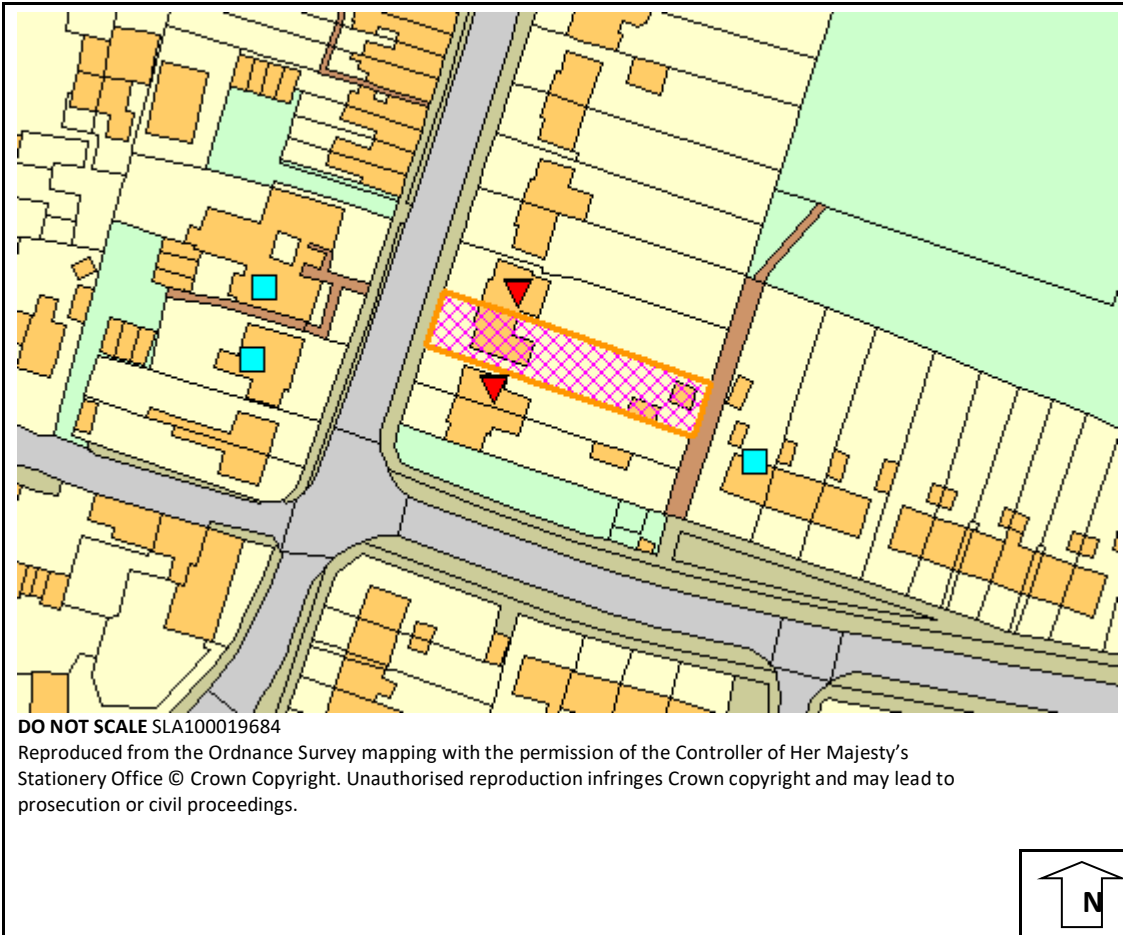 DO NOT SCALE SLA100019684
Reproduced from the Ordnance Survey mapping with the permission of the Controller of Her Majesty’s
Stationery Office © Crown Copyright. Unauthorised reproduction infringes Crown copyright and may lead to
prosecution or civil proceedings.
N